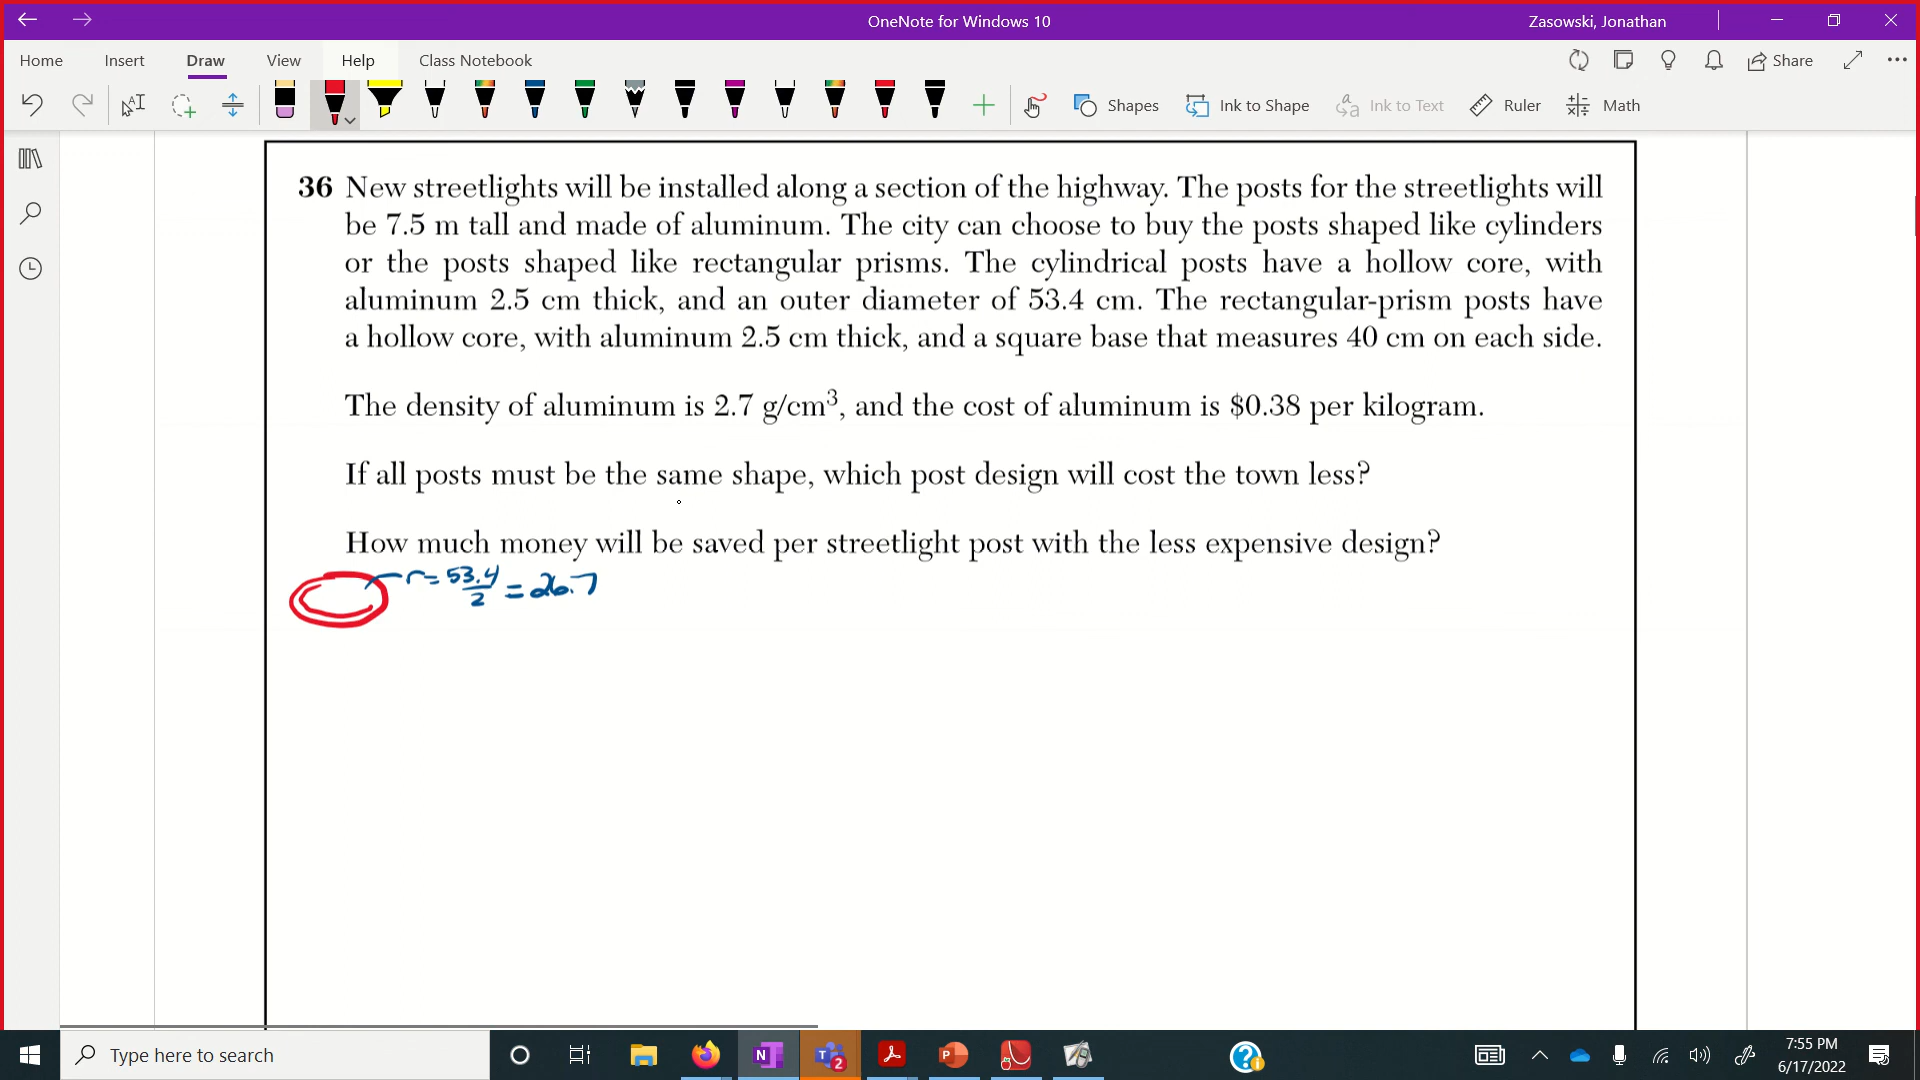 OneNote for Windows 10
Zasowski, Jonathan
Home Insert Draw View Help Class Notebook
Share
Shapes Ink to Shape Ink to Text Ruler Math
36 New streetlights will be installed along a section of the highway. The posts for the streetlights will
be 7.5 m tall and made of aluminum. The city can choose to buy the posts shaped like cylinders
or the posts shaped like rectangular prisms. The cylindrical posts have a hollow core, with
aluminum 2.5 cm thick, and an outer diameter of 53.4 cm. The rectangular-prism posts have
a hollow core, with aluminum 2.5 cm thick, and a square base that measures 40 cm on each side.
The density of aluminum is 2.7 g/cm³, and the cost of aluminum is $0.38 per kilogram.
If all posts must be the same shape, which post design will cost the town less?
How much money will be saved per streetlight post with the less expensive design?
r = 53.4/2 = 26.7
Type here to search
7:55 PM
6/17/2022